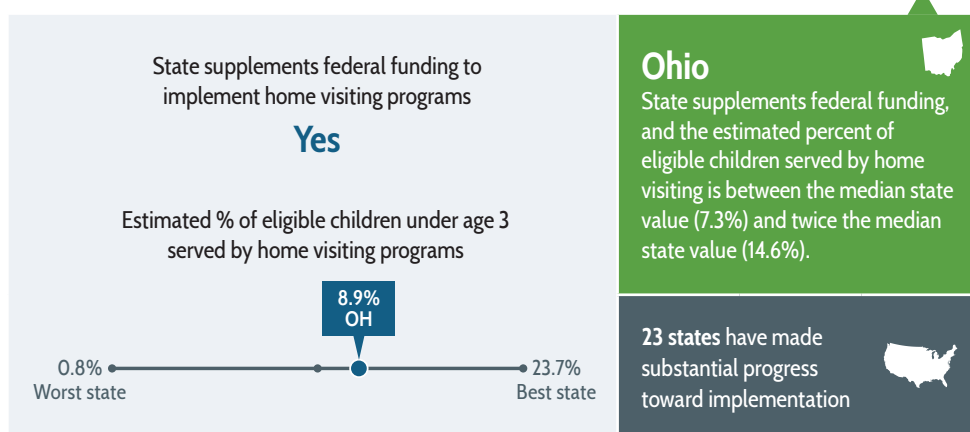 State supplements federal funding to
implement home visiting programs
Yes
Estimated % of eligible children under age 3
served by home visiting programs
8.9%
OH
0.8%
Worst state
23.7%
Best state
Ohio
State supplements federal funding,
and the estimated percent of
eligible children served by home
visiting is between the median state
value (7.3%) and twice the median
state value (14.6%).
23 states have made
substantial progress
toward implementation